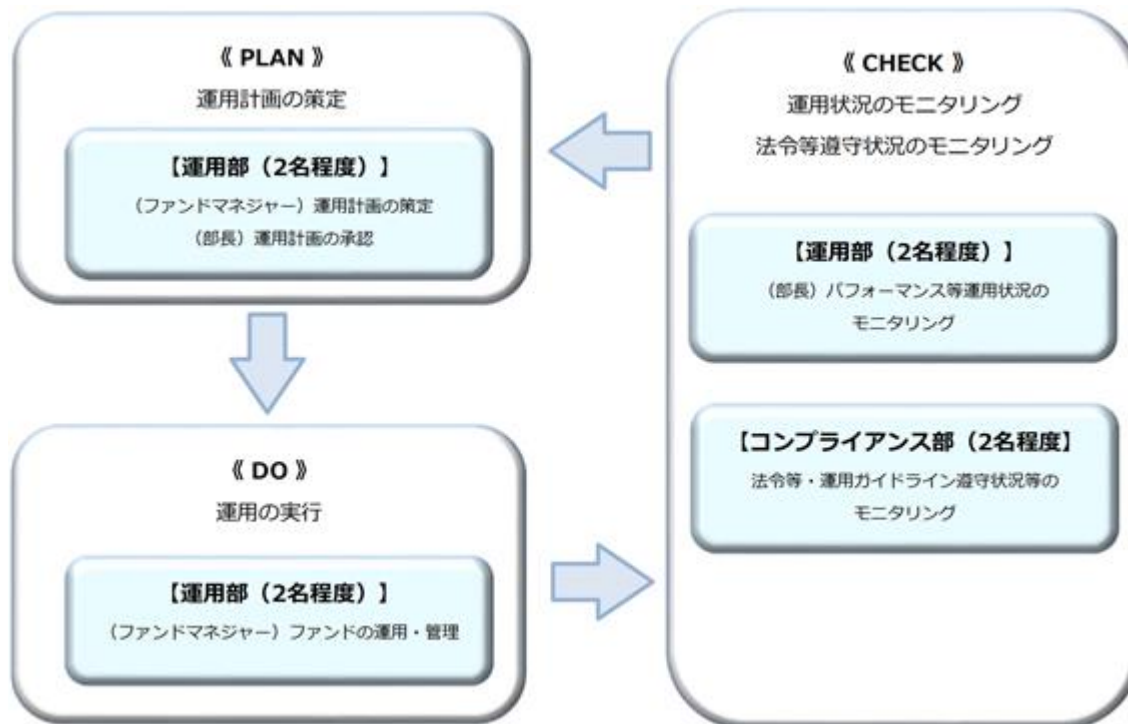 《 PLAN 》
運用計画の策定
【運用部(2名程度)】
(ファンドマネジャー)運用計画の策定
(部長)運用計画の承認
《 DO 》
運用の実行
【運用部(2名程度)】
(ファンドマネジャー)ファンドの運用・管理
《 CHECK 》
運用状況のモニタリング
法令等遵守状況のモニタリング
【運用部(2名程度)】
(部長)パフォーマンス等運用状況の
モニタリング
【コンプライアンス部(2名程度】
法令等・運用ガイドライン遵守状況等の
モニタリング